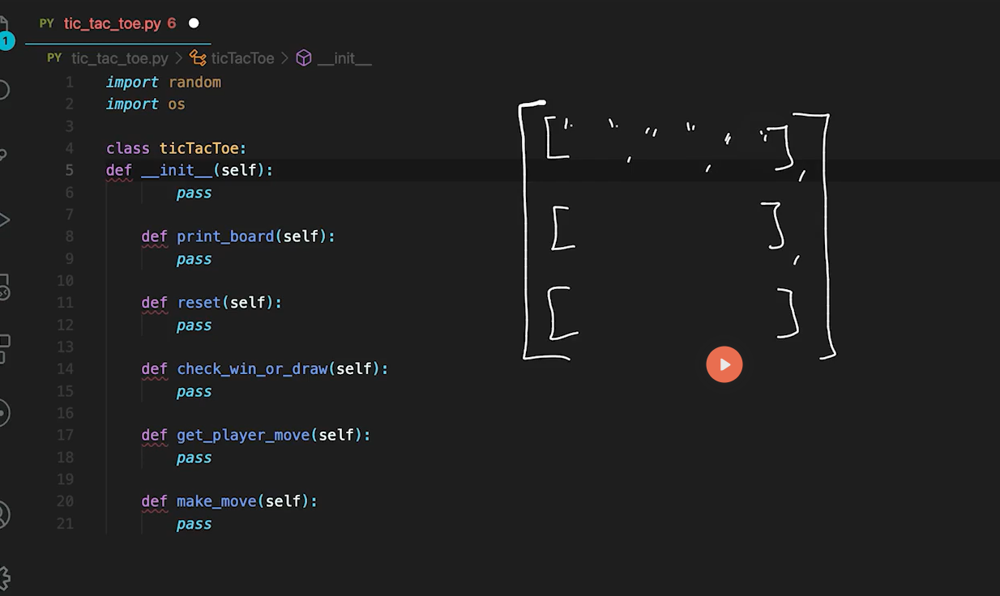 PY tic_tac_toe.py 6
1
PY tic_tac_toe.py > ticTacToe > __init__
1 import random
2 import os
3
4 class ticTacToe:
5 def __init__(self):
6         pass
7
8     def print_board(self):
9         pass
10
11     def reset(self):
12         pass
13
14     def check_win_or_draw(self):
15         pass
16
17     def get_player_move(self):
18         pass
19
20     def make_move(self):
21         pass
[ [" ", " ", " "],
[ ],
[ ] ]